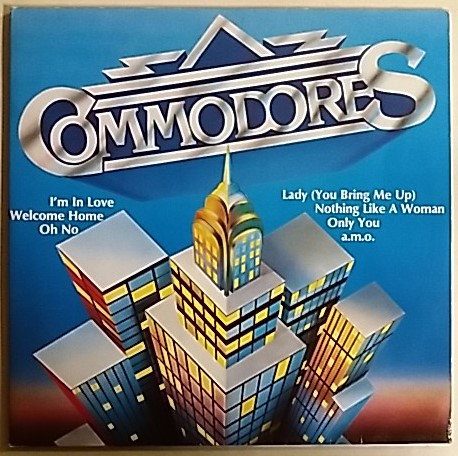 COMMODORES
I'm In Love
Welcome Home
Oh No
Lady (You Bring Me Up)
Nothing Like A Woman
Only You
a.m.o.